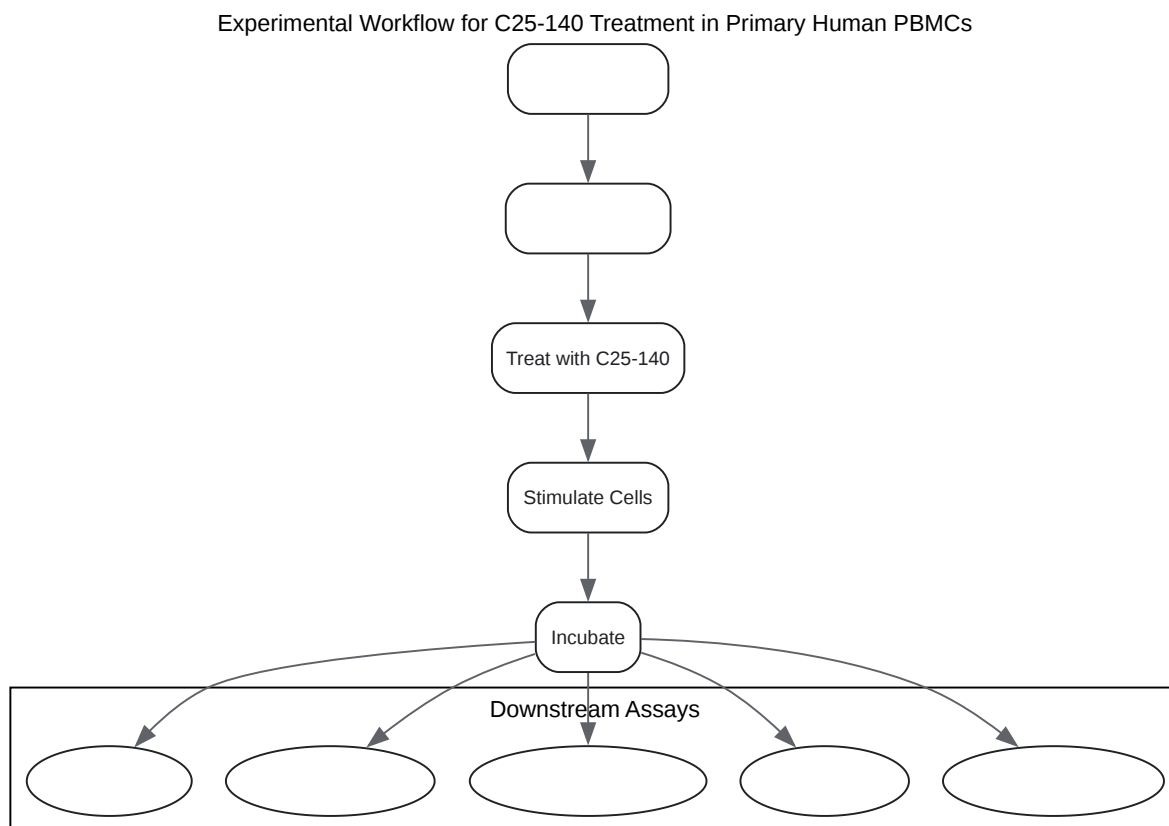 Experimental Workflow for C25-140 Treatment in Primary Human PBMCs
Treat with C25-140
Stimulate Cells
Incubate
Downstream Assays